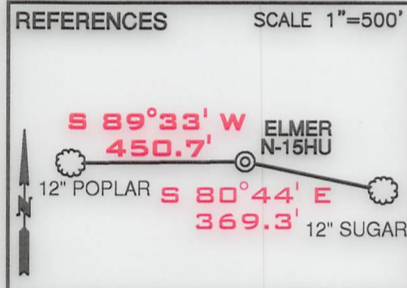 REFERENCES SCALE 1"=500'
S 89°33' W
450.7'
ELMER
N-15HU
12" POPLAR
S 80°44' E
369.3'
12" SUGAR
N